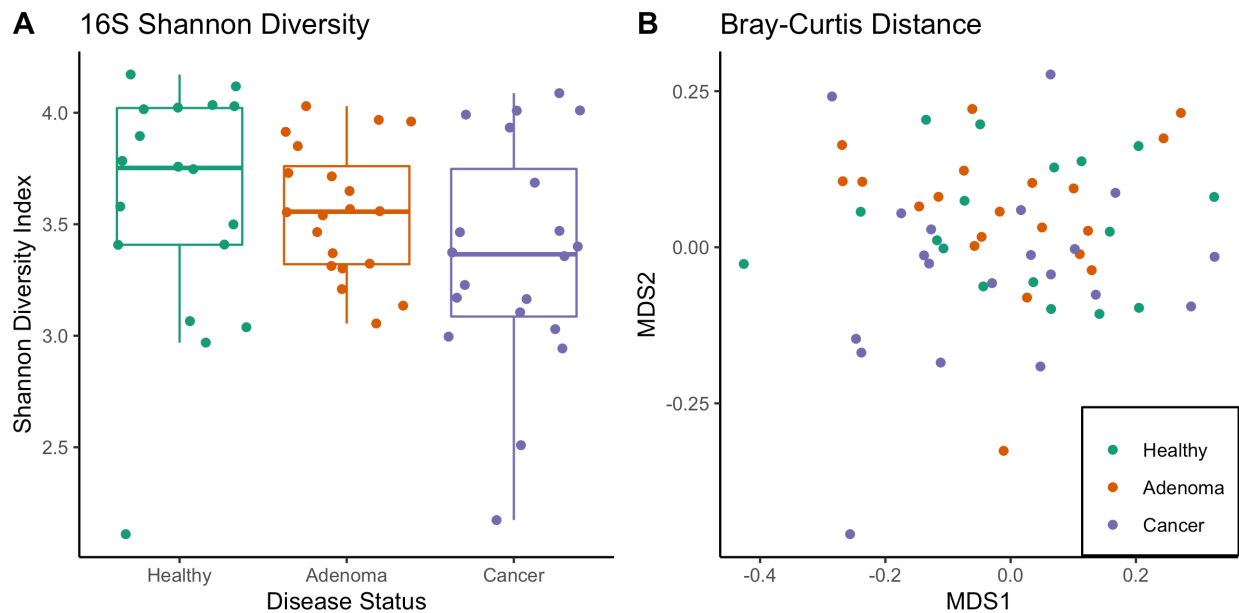 A 16S Shannon Diversity
Shannon Diversity Index
4.0
3.5
3.0
2.5
Healthy Adenoma Cancer
Disease Status
B Bray-Curtis Distance
MDS2
0.25
0.00
-0.25
-0.4 -0.2 0.0 0.2
MDS1
Healthy
Adenoma
Cancer